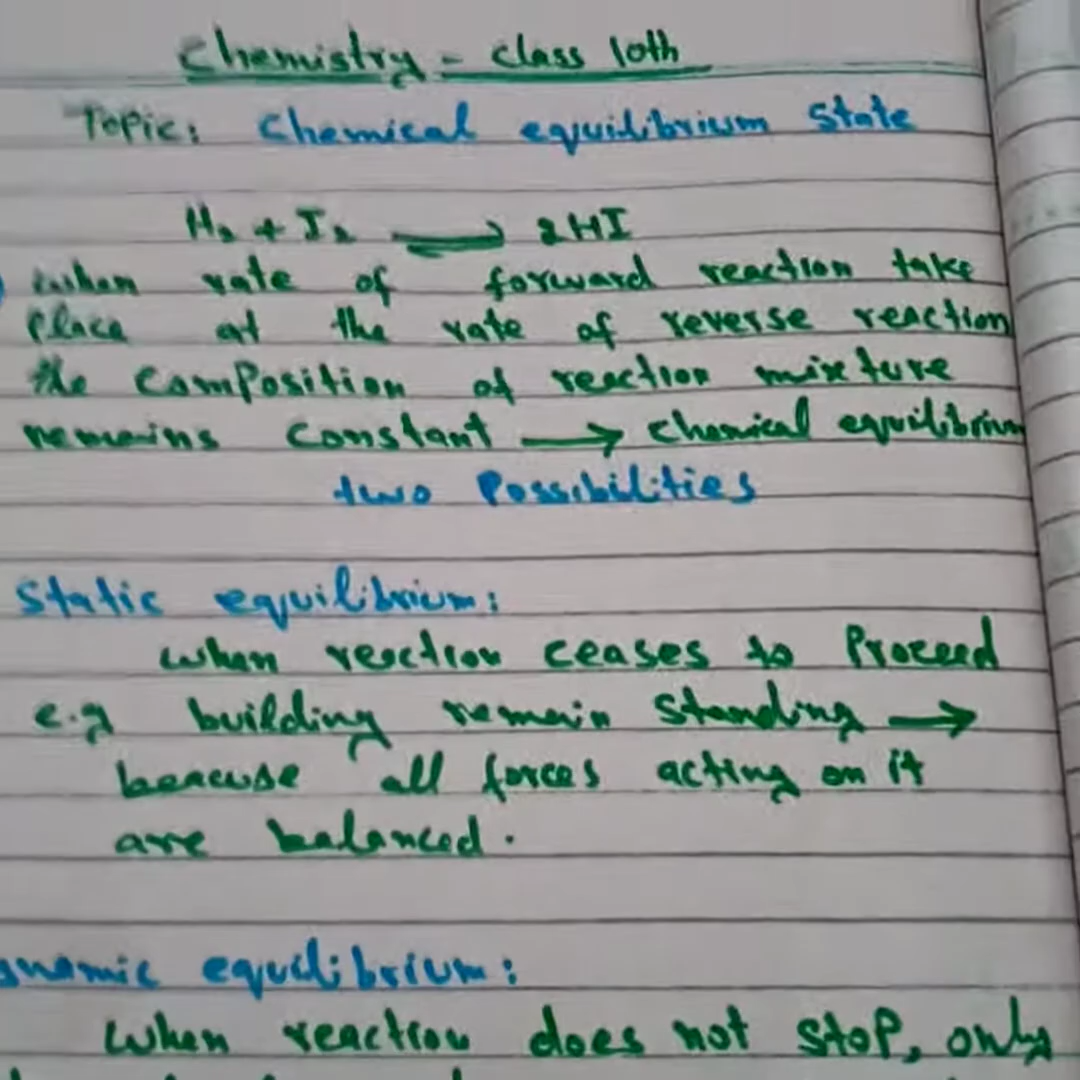 Chemistry - class 10th
Topic: Chemical equilibrium State
H₂ + I₂ ⇌ 2HI
when rate of forward reaction take
place at the rate of reverse reaction
the composition of reaction mixture
remains constant → chemical equilibrium
two Possibilities
Static equilibrium:
when reaction ceases to Proceed
e.g building remain standing →
beacuse all forces acting on it
are balanced.
ynamic equilibrium:
when reaction does not stop, only